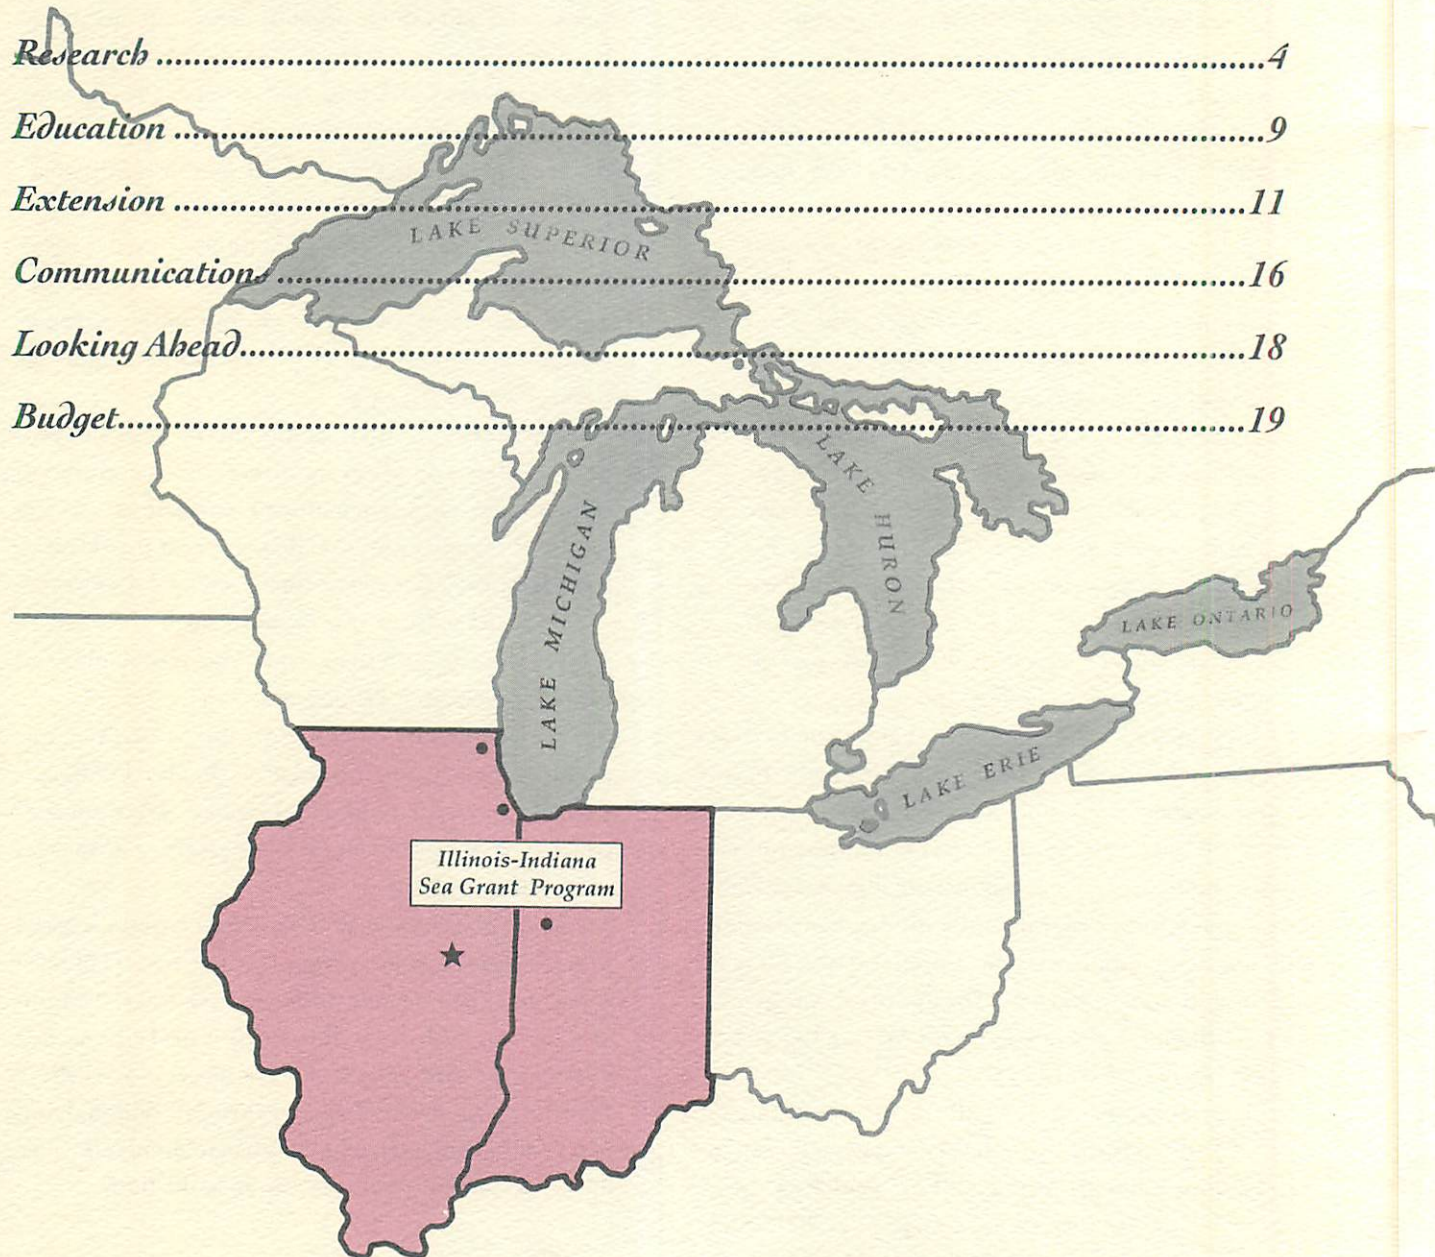 Research ........................................................................................................4
Education ......................................................................................................9
Extension ......................................................................................................11
Communications ............................................................................................16
Looking Ahead................................................................................................18
Budget............................................................................................................19
LAKE SUPERIOR
LAKE MICHIGAN
LAKE HURON
LAKE ONTARIO
LAKE ERIE
Illinois-Indiana
Sea Grant Program